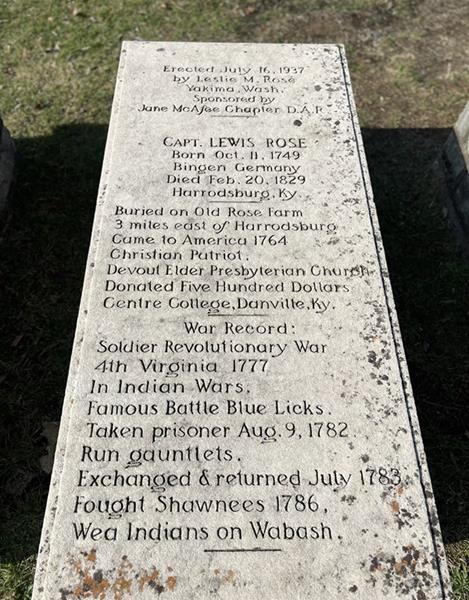 Erected July 16, 1937
by Leslie M. Rose
Yakima, Wash.
Sponsored by
Jane McAfee Chapter D.A.R.
CAPT. LEWIS ROSE
Born Oct. 11, 1749
Bingen Germany
Died Feb. 20, 1829
Harrodsburg, Ky.
Buried on Old Rose Farm
3 miles east of Harrodsburg
Came to America 1764
Christian Patriot,
Devout Elder Presbyterian Church
Donated Five Hundred Dollars
Centre College, Danville, Ky.
War Record:
Soldier Revolutionary War
4th Virginia 1777
In Indian Wars,
Famous Battle Blue Licks.
Taken prisoner Aug. 9, 1782
Run gauntlets,
Exchanged & returned July 1783
Fought Shawnees 1786,
Wea Indians on Wabash.